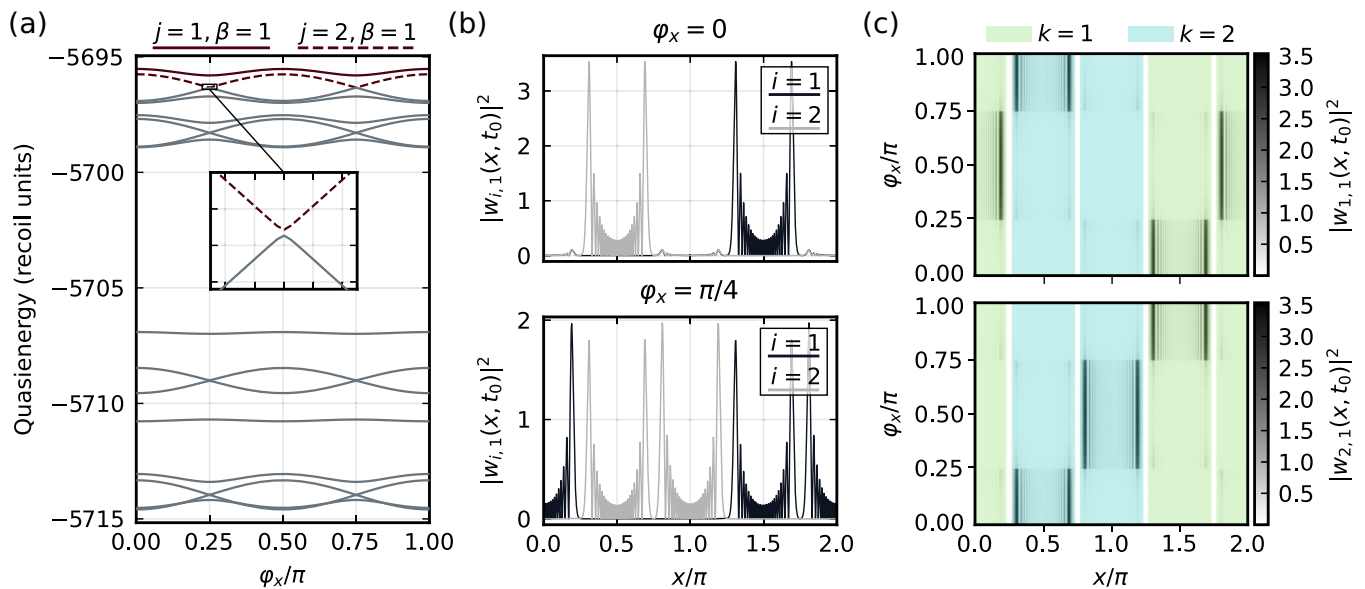 (a)
j = 1, β = 1
j = 2, β = 1
−5695
−5700
−5705
−5710
−5715
Quasienergy (recoil units)
0.00 0.25 0.50 0.75 1.00
φₓ/π
(b)
φₓ = 0
i = 1
i = 2
3
2
1
0
|wᵢ,₁(x, t₀)|²
φₓ = π/4
i = 1
i = 2
2
1
0
|wᵢ,₁(x, t₀)|²
0.0 0.5 1.0 1.5 2.0
x/π
(c)
k = 1
k = 2
1.00
0.75
0.50
0.25
0.00
φₓ/π
3.5
3.0
2.5
2.0
1.5
1.0
0.5
|w₁,₁(x, t₀)|²
1.00
0.75
0.50
0.25
0.00
φₓ/π
3.5
3.0
2.5
2.0
1.5
1.0
0.5
|w₂,₁(x, t₀)|²
0.0 0.5 1.0 1.5 2.0
x/π